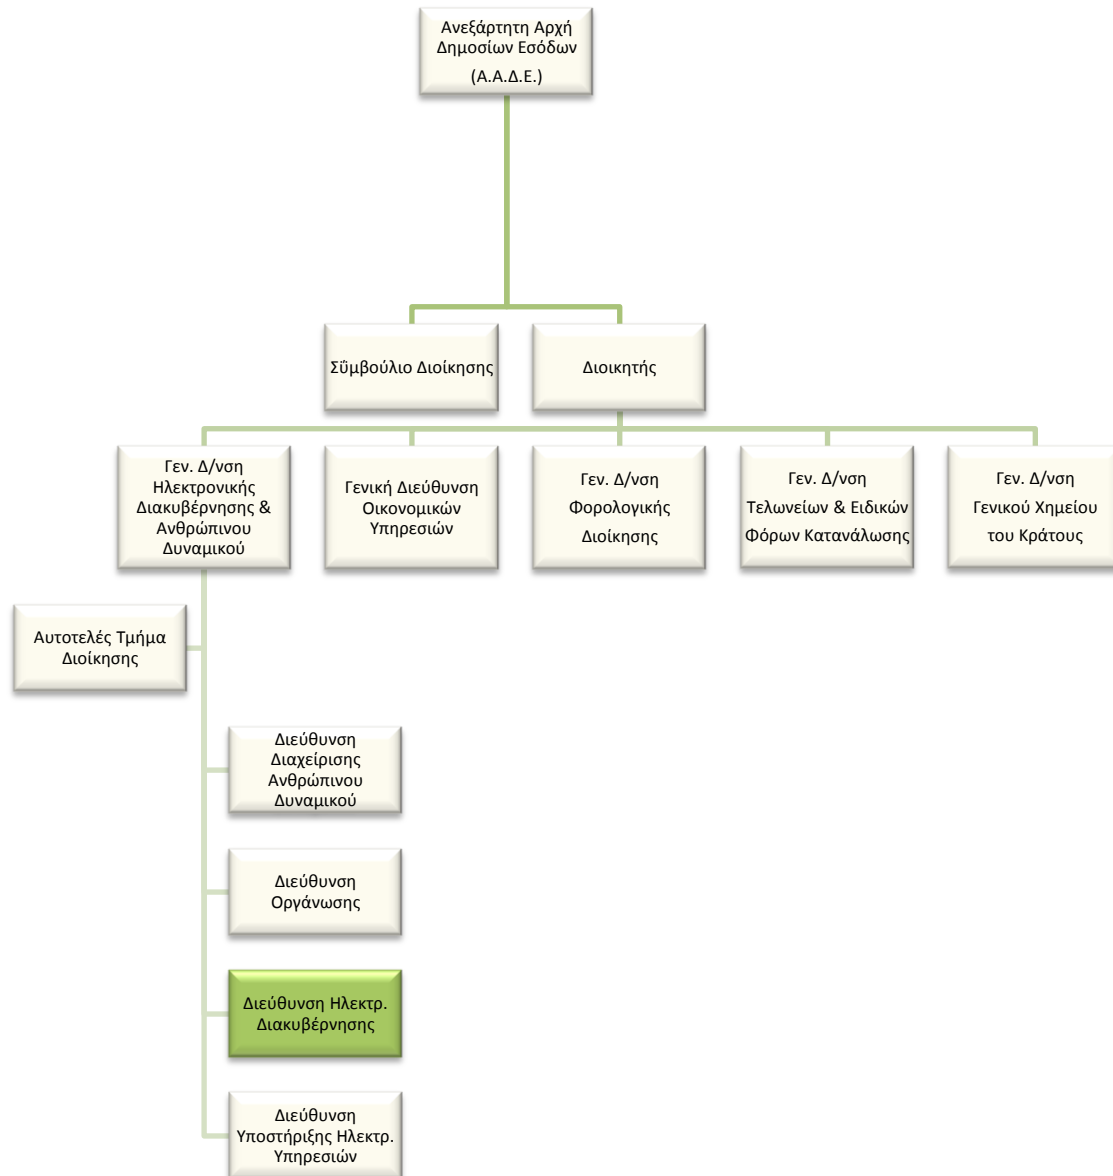 Ανεξάρτητη Αρχή
Δημοσίων Εσόδων
(Α.Α.Δ.Ε.)
Σΰμβούλιο Διοίκησης
Διοικητής
Γεν. Δ/νση
Ηλεκτρονικής
Διακυβέρνησης &
Ανθρώπινου
Δυναμικού
Γενική Διεύθυνση
Οικονομικών
Υπηρεσιών
Γεν. Δ/νση
Φορολογικής
Διοίκησης
Γεν. Δ/νση
Τελωνείων & Ειδικών
Φόρων Κατανάλωσης
Γεν. Δ/νση
Γενικού Χημείου
του Κράτους
Αυτοτελές Τμήμα
Διοίκησης
Διεύθυνση
Διαχείρισης
Ανθρώπινου
Δυναμικού
Διεύθυνση
Οργάνωσης
Διεύθυνση Ηλεκτρ.
Διακυβέρνησης
Διεύθυνση
Υποστήριξης Ηλεκτρ.
Υπηρεσιών